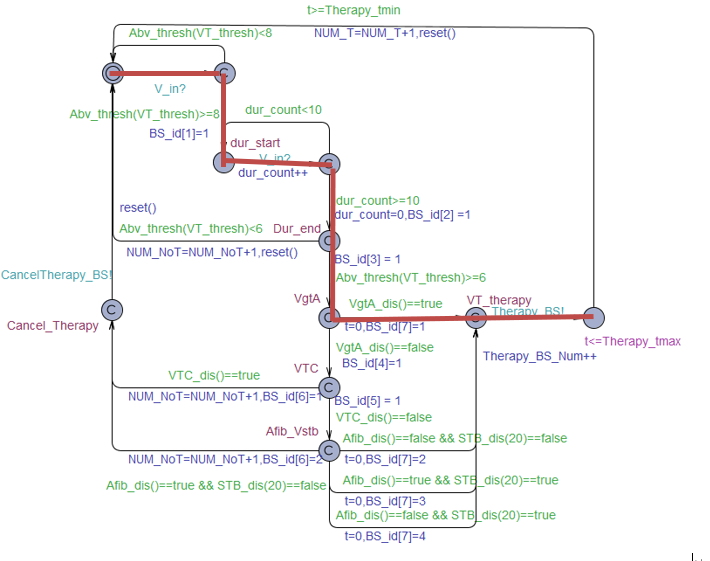 t>=Therapy_tmin
Abv_thresh(VT_thresh)<8
NUM_T=NUM_T+1,reset()
C
V_in?
Abv_thresh(VT_thresh)>=8
dur_count<10
BS_id[1]=1
dur_start
V_in?
C
dur_count++
dur_count>=10
reset()
dur_count=0,BS_id[2] =1
Abv_thresh(VT_thresh)<6
Dur_end
C
NUM_NoT=NUM_NoT+1,reset()
BS_id[3] = 1
CancelTherapy_BS!
Abv_thresh(VT_thresh)>=6
VgtA
VgtA_dis()==true
VT_therapy
C
C
C
Therapy_BS!
Cancel_Therapy
t=0,BS_id[7]=1
t<=Therapy_tmax
VgtA_dis()==false
Therapy_BS_Num++
BS_id[4]=1
VTC
VTC_dis()==true
C
NUM_NoT=NUM_NoT+1,BS_id[6]=1
BS_id[5] = 1
VTC_dis()==false
Afib_Vstb
Afib_dis()==false && STB_dis(20)==false
C
NUM_NoT=NUM_NoT+1,BS_id[6]=2
t=0,BS_id[7]=2
Afib_dis()==true && STB_dis(20)==false
Afib_dis()==true && STB_dis(20)==true
t=0,BS_id[7]=3
Afib_dis()==false && STB_dis(20)==true
t=0,BS_id[7]=4